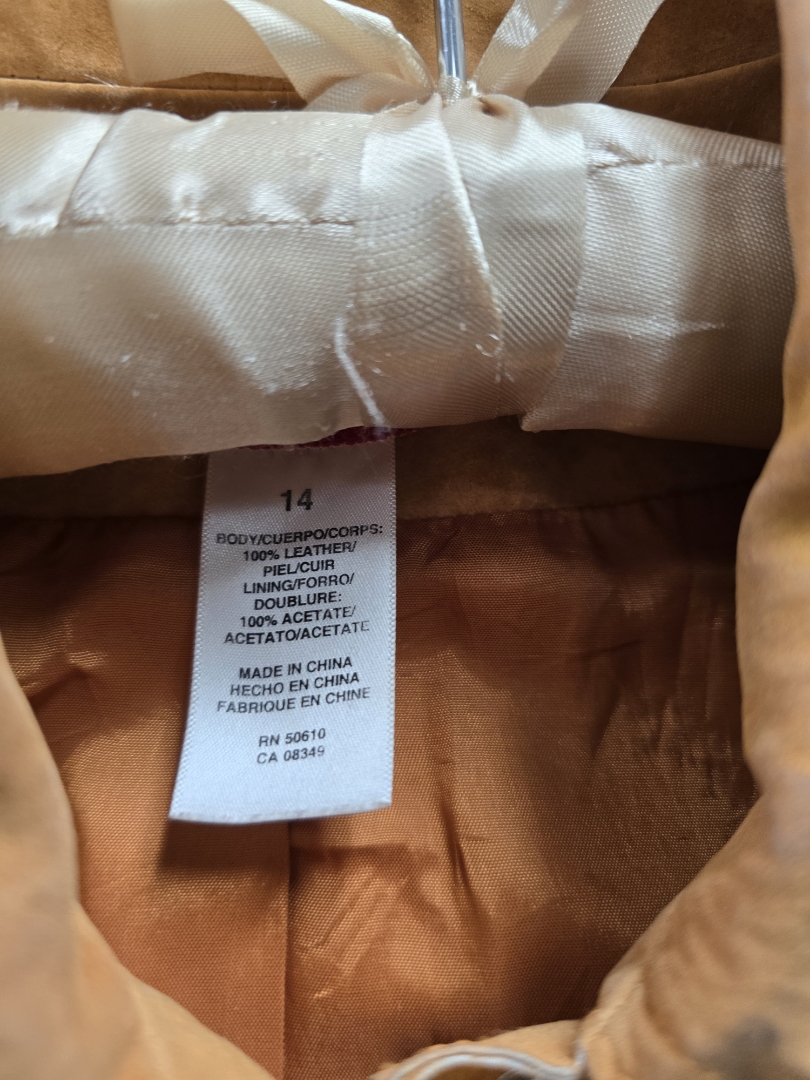 14
BODY/CUERPO/CORPS:
100% LEATHER/
PIEL/CUIR
LINING/FORRO/
DOUBLURE:
100% ACETATE/
ACETATO/ACETATE
MADE IN CHINA
HECHO EN CHINA
FABRIQUE EN CHINE
RN 50610
CA 08349